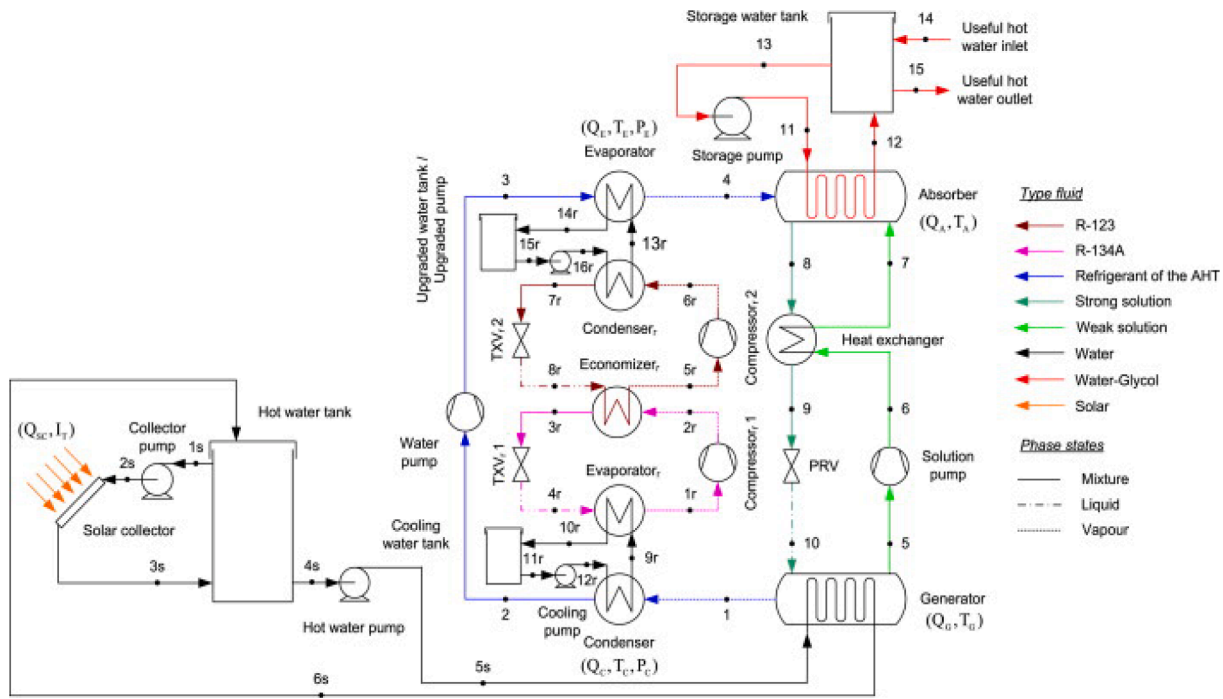 Storage water tank
14
Useful hot
water inlet
13
15
Useful hot
water outlet
11
12
Storage pump
(Q_E, T_E, P_E)
Evaporator
3
4
Absorber
(Q_A, T_A)
14r
15r
16r
13r
Upgraded water tank /
Upgraded pump
8
7
7r
6r
Condenser_r
TXV_r 2
Compressor_r 2
Heat exchanger
8r
Economizer_r
5r
3r
2r
9
6
Water
pump
TXV_r 1
Compressor_r 1
PRV
Solution
pump
Evaporator_r
4r
1r
Cooling
water tank
10r
11r
12r
9r
10
5
2
Cooling
pump
Condenser
(Q_C, T_C, P_C)
1
Generator
(Q_G, T_G)
Hot water tank
(Q_SC, I_T)
Collector
pump
1s
2s
Solar collector
3s
4s
Hot water pump
5s
6s
Type fluid
R-123
R-134A
Refrigerant of the AHT
Strong solution
Weak solution
Water
Water-Glycol
Solar
Phase states
Mixture
Liquid
Vapour